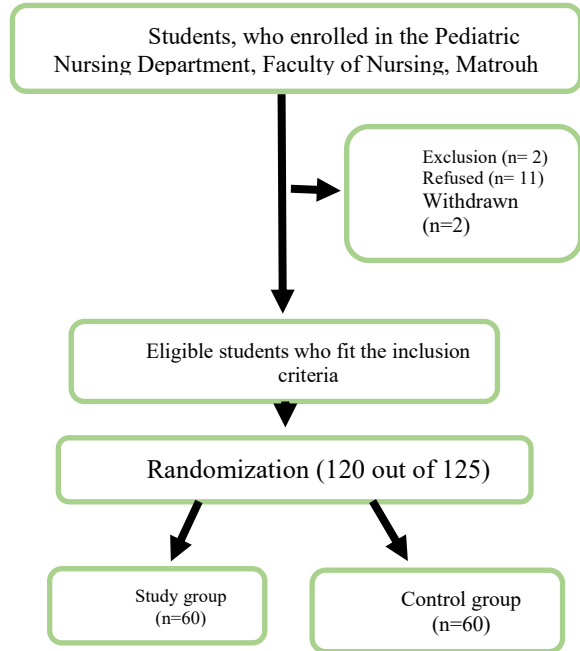 Students, who enrolled in the Pediatric
Nursing Department, Faculty of Nursing, Matrouh
Exclusion (n= 2)
Refused (n= 11)
Withdrawn
(n=2)
Eligible students who fit the inclusion
criteria
Randomization (120 out of 125)
Study group
(n=60)
Control group
(n=60)